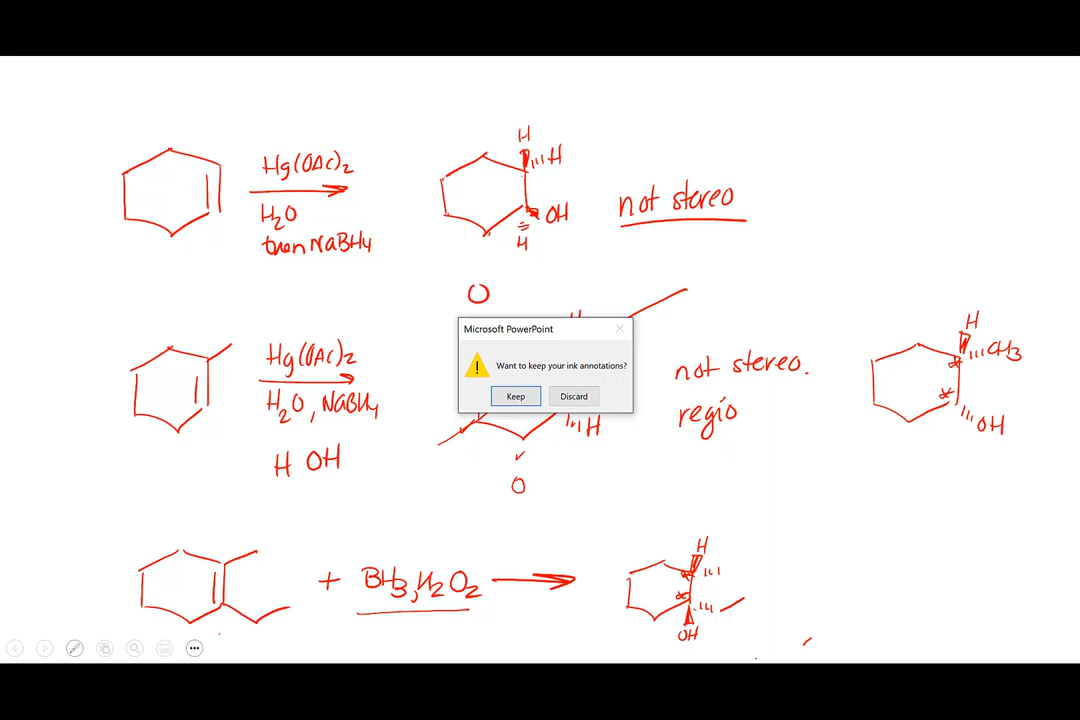 Hg(OAc)2
H2O
then NaBH4
H
H
OH
H
not stereo
O
Microsoft PowerPoint
Want to keep your ink annotations?
Keep
Discard
Hg(OAc)2
H2O, NaBH4
H OH
H
O
not stereo.
regio
H
CH3
OH
+ BH3, H2O2
H
OH